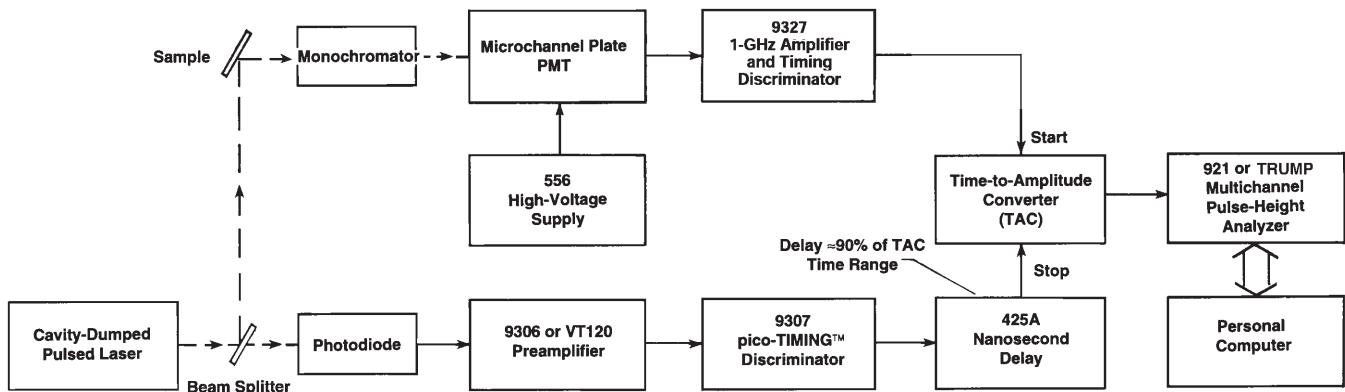 Sample
Monochromator
Microchannel Plate
PMT
9327
1-GHz Amplifier
and Timing
Discriminator
Start
556
High-Voltage
Supply
Time-to-Amplitude
Converter
(TAC)
921 or TRUMP
Multichannel
Pulse-Height
Analyzer
Delay ≈90% of TAC
Time Range
Stop
Cavity-Dumped
Pulsed Laser
Beam Splitter
Photodiode
9306 or VT120
Preamplifier
9307
pico-TIMING™
Discriminator
425A
Nanosecond
Delay
Personal
Computer